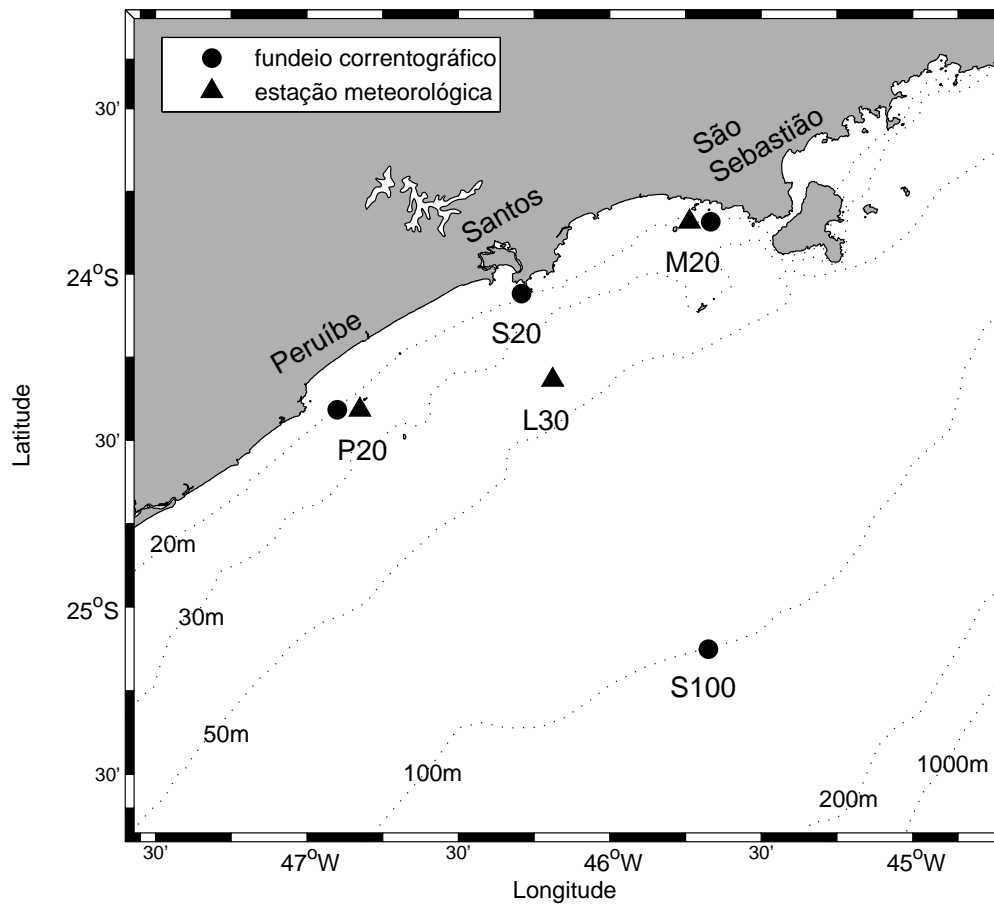 fundeio correntográfico
estação meteorológica
30'
São
Sebastião
Santos
M20
24°S
S20
Peruíbe
L30
P20
30'
Latitude
20m
25°S
30m
S100
50m
100m
1000m
30'
200m
30'
47°W
30'
46°W
30'
45°W
Longitude